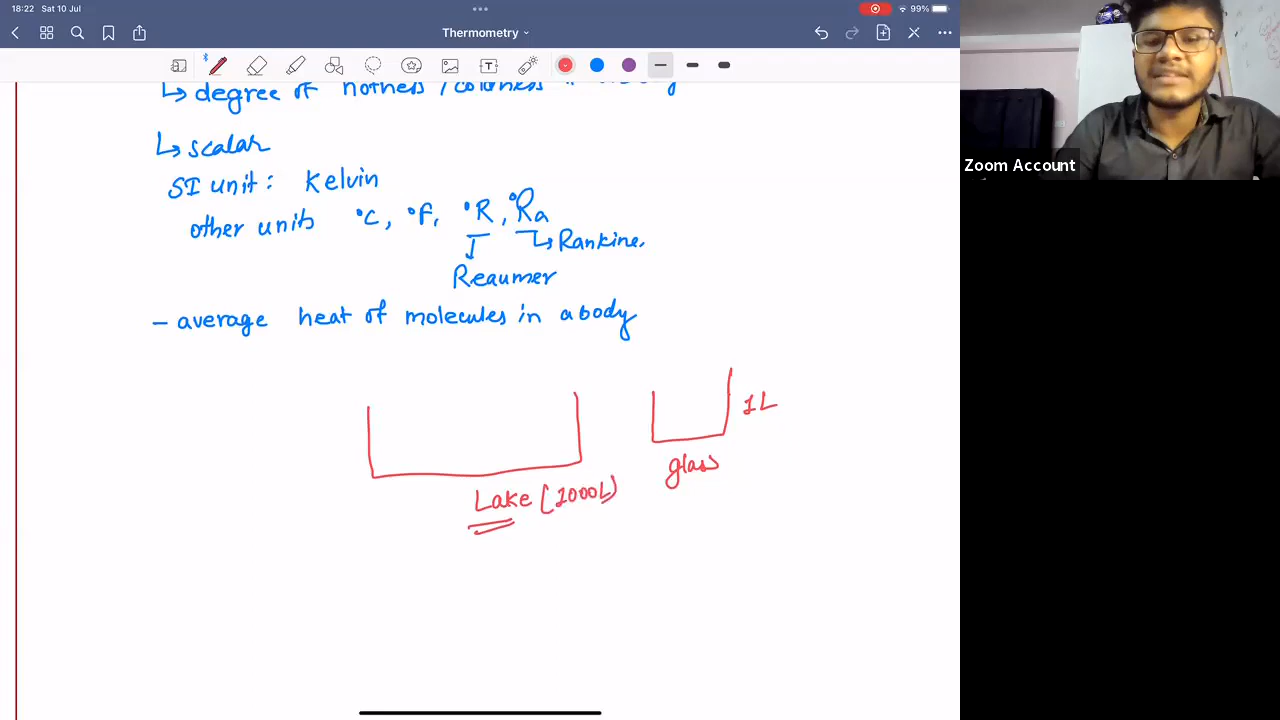 18:22 Sat 10 Jul
99%
Thermometry
↳ degree of hotness / coldness
↳ scalar
SI unit : Kelvin
other units °C, °F, °R, °Ra
↳ Rankine.
Reaumer
- average heat of molecules in a body
1L
glass
Lake (1000L)
Zoom Account